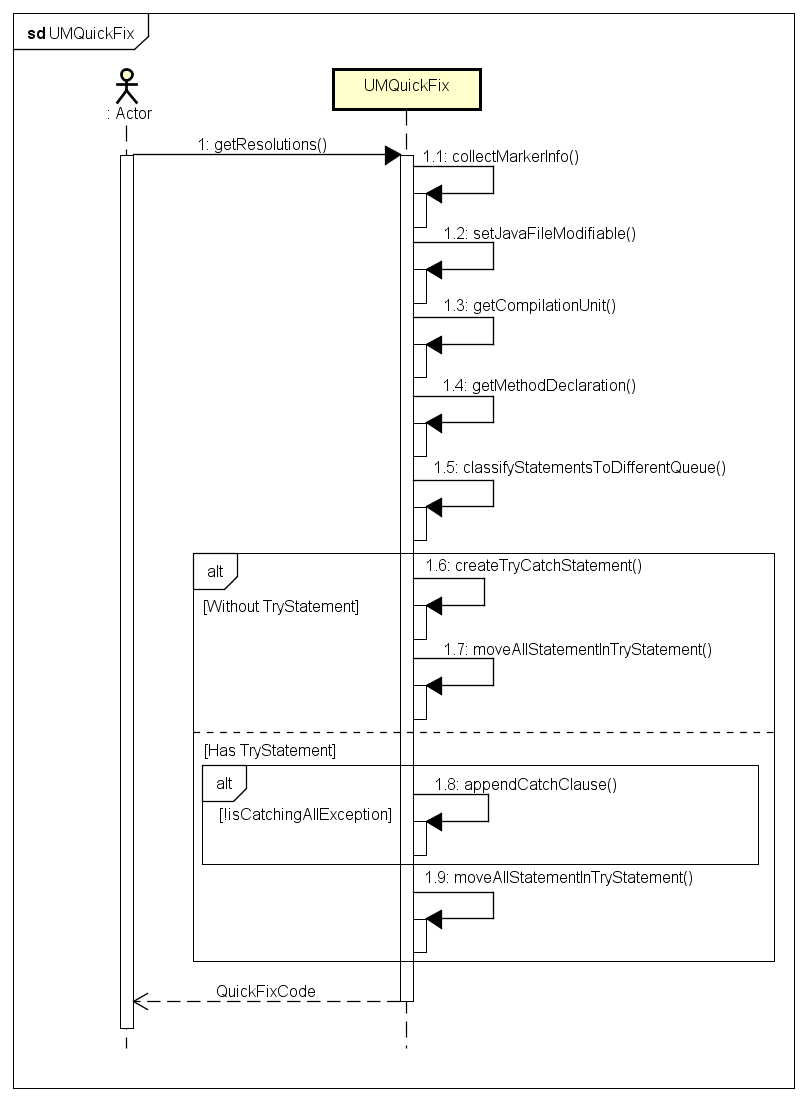 sd UMQuickFix
UMQuickFix
: Actor
1: getResolutions()
1.1: collectMarkerInfo()
1.2: setJavaFileModifiable()
1.3: getCompilationUnit()
1.4: getMethodDeclaration()
1.5: classifyStatementsToDifferentQueue()
alt
1.6: createTryCatchStatement()
[Without TryStatement]
1.7: moveAllStatementInTryStatement()
[Has TryStatement]
alt
1.8: appendCatchClause()
[!isCatchingAllException]
1.9: moveAllStatementInTryStatement()
QuickFixCode